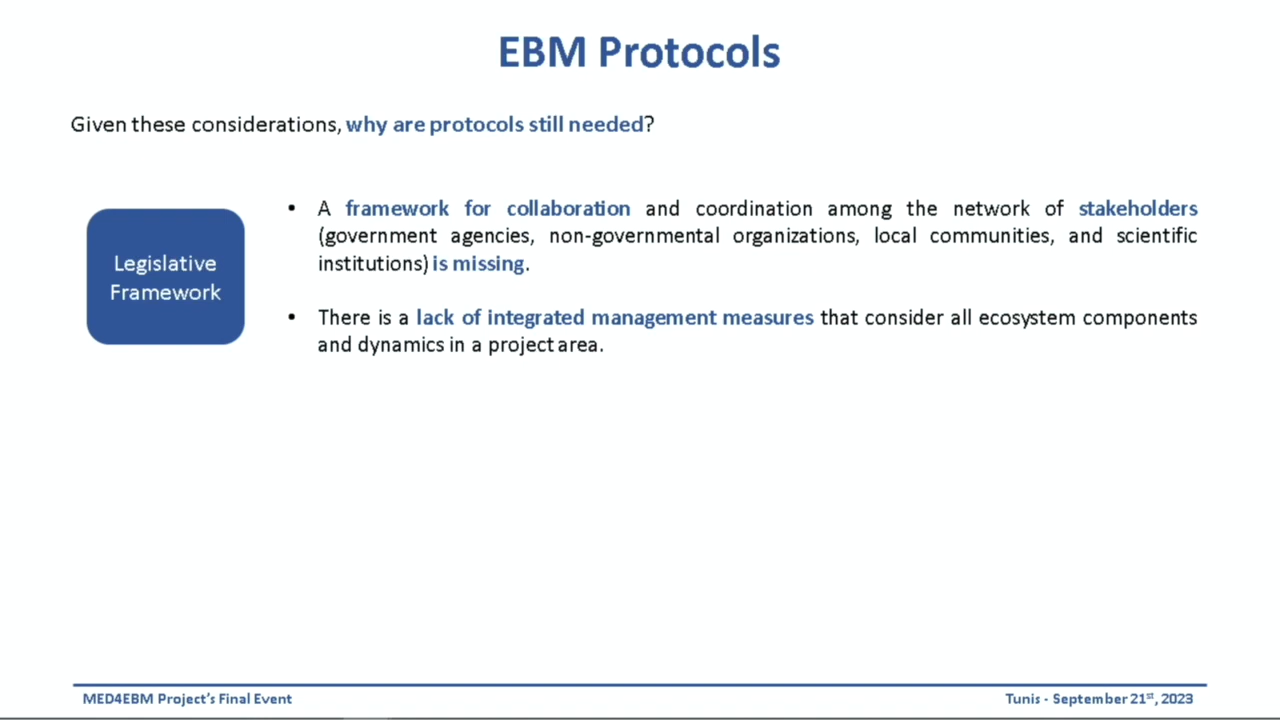 EBM Protocols
Given these considerations, why are protocols still needed?
Legislative
Framework
• A framework for collaboration and coordination among the network of stakeholders
(government agencies, non-governmental organizations, local communities, and scientific
institutions) is missing.
• There is a lack of integrated management measures that consider all ecosystem components
and dynamics in a project area.
MED4EBM Project's Final Event
Tunis - September 21st, 2023